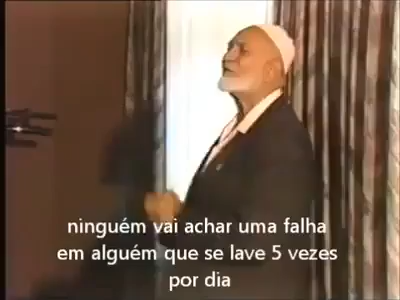 ninguém vai achar uma falha
em alguém que se lave 5 vezes
por dia